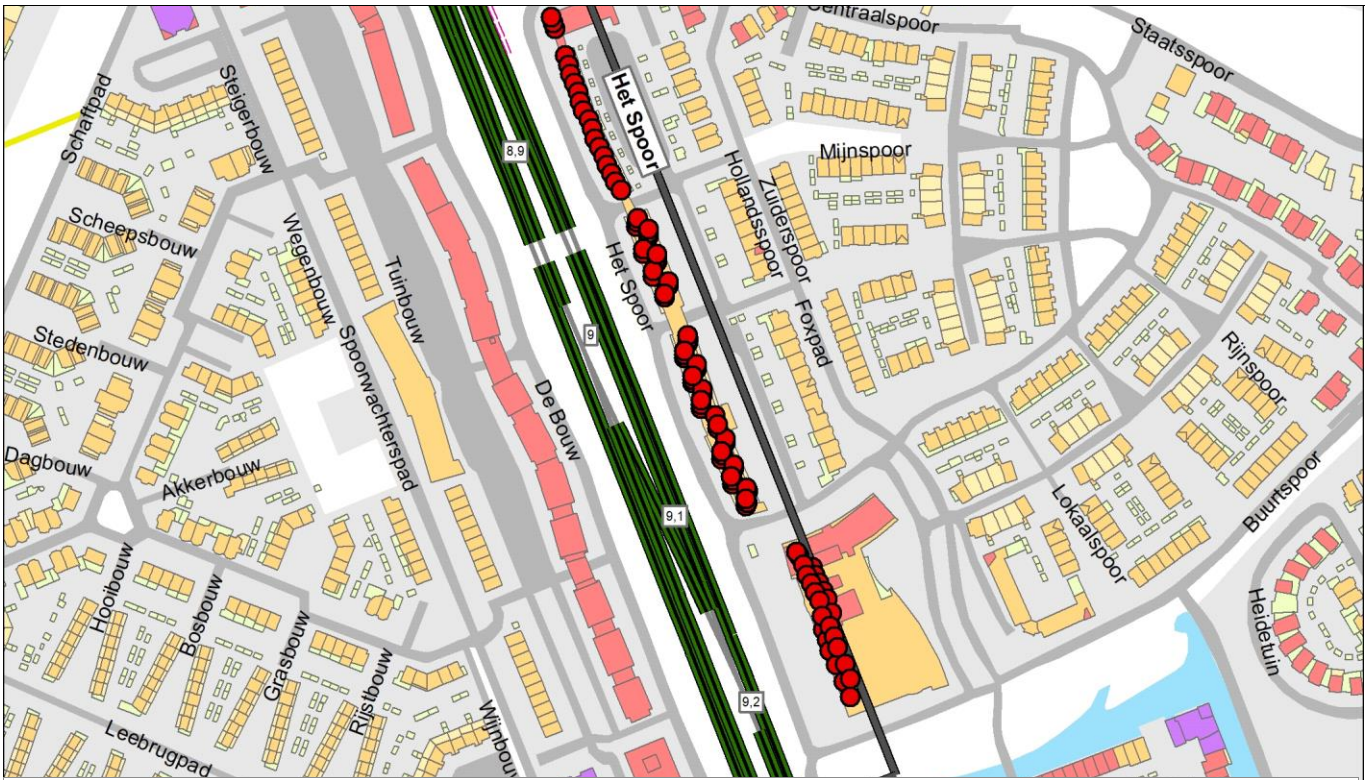 Centraalspoor
Staatsspoor
Schaftpad
Steigerbouw
Het Spoor
8,9
Mijnspoor
Hollandsspoor
Zuiderspoor
Scheepsbouw
Wegenbouw
Tuinbouw
Het Spoor
Foxpad
Stedenbouw
9
Spoorwachterspad
De Bouw
Rijnspoor
Dagbouw
Akkerbouw
9,1
Lokaalspoor
Buurtspoor
Hooibouw
Bosbouw
Grasbouw
Rijstbouw
Heidetuin
9,2
Leebrugpad
Wijnbouw